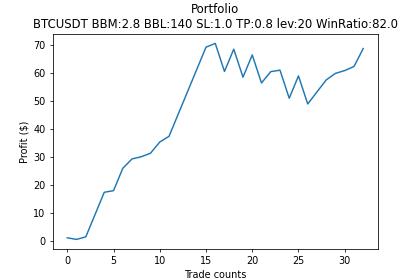 Portfolio
BTCUSDT BBM:2.8 BBL:140 SL:1.0 TP:0.8 lev:20 WinRatio:82.0
70
60
50
40
30
20
10
0
Profit ($)
0 5 10 15 20 25 30
Trade counts